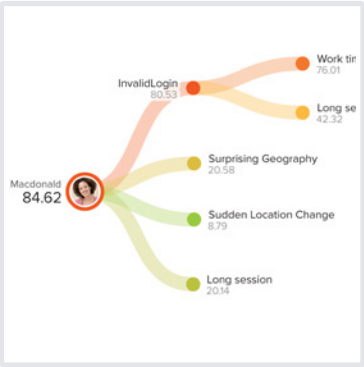 Work tir
76.01
InvalidLogin
80.53
Long se
42.32
Surprising Geography
20.58
Macdonald
84.62
Sudden Location Change
8.79
Long session
20.14